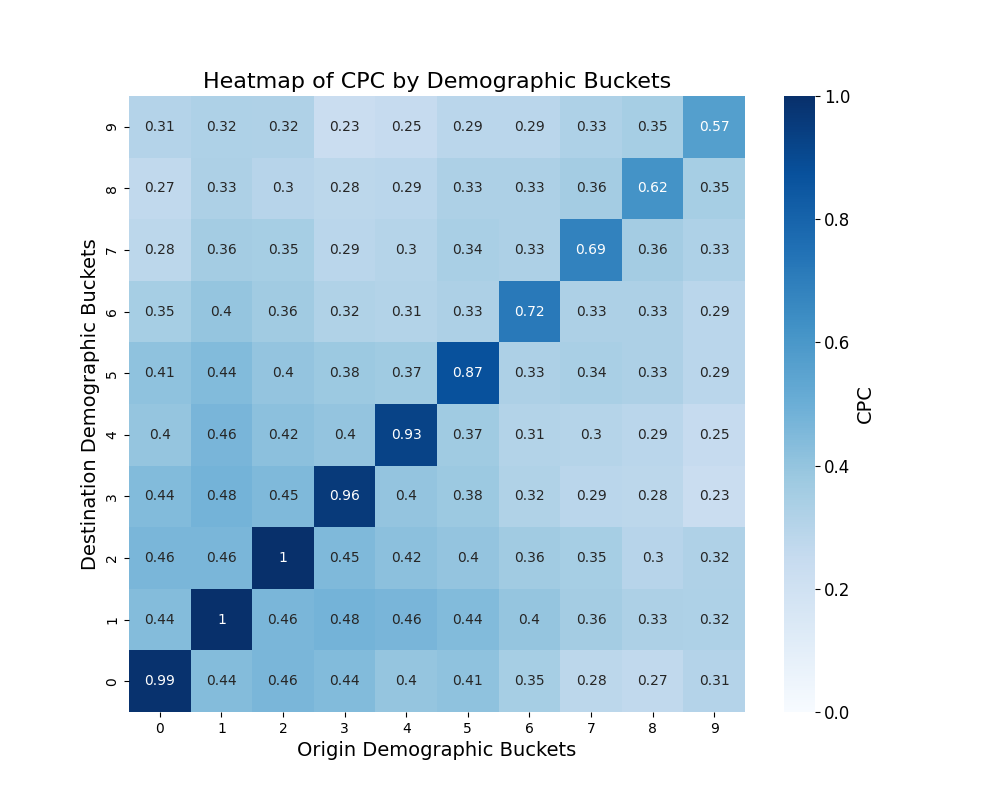 Heatmap of CPC by Demographic Buckets
9 0.31 0.32 0.32 0.23 0.25 0.29 0.29 0.33 0.35 0.57
8 0.27 0.33 0.3 0.28 0.29 0.33 0.33 0.36 0.62 0.35
7 0.28 0.36 0.35 0.29 0.3 0.34 0.33 0.69 0.36 0.33
6 0.35 0.4 0.36 0.32 0.31 0.33 0.72 0.33 0.33 0.29
5 0.41 0.44 0.4 0.38 0.37 0.87 0.33 0.34 0.33 0.29
4 0.4 0.46 0.42 0.4 0.93 0.37 0.31 0.3 0.29 0.25
3 0.44 0.48 0.45 0.96 0.4 0.38 0.32 0.29 0.28 0.23
2 0.46 0.46 1 0.45 0.42 0.4 0.36 0.35 0.3 0.32
1 0.44 1 0.46 0.48 0.46 0.44 0.4 0.36 0.33 0.32
0 0.99 0.44 0.46 0.44 0.4 0.41 0.35 0.28 0.27 0.31
0 1 2 3 4 5 6 7 8 9
Origin Demographic Buckets
Destination Demographic Buckets
1.0
0.8
0.6
0.4
0.2
0.0
CPC